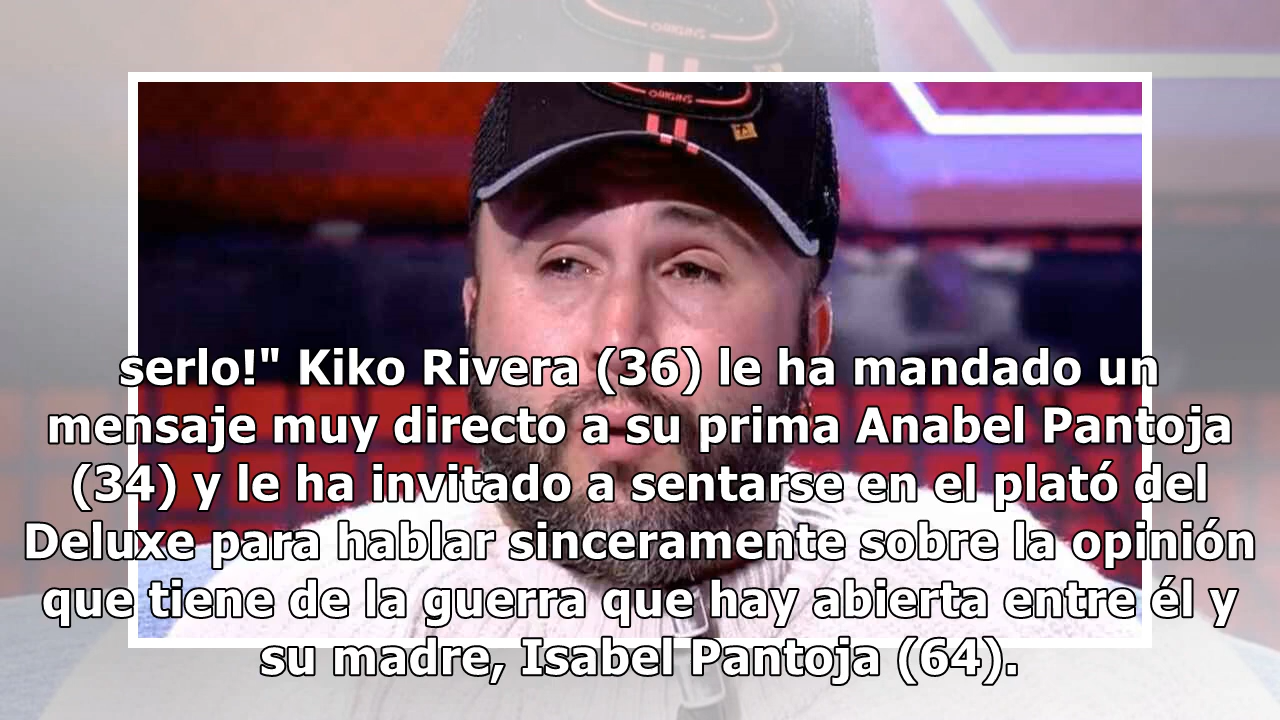 ORIGINS
ORIGINS
serlo!" Kiko Rivera (36) le ha mandado un
mensaje muy directo a su prima Anabel Pantoja
(34) y le ha invitado a sentarse en el plató del
Deluxe para hablar sinceramente sobre la opinión
que tiene de la guerra que hay abierta entre él y
su madre, Isabel Pantoja (64).